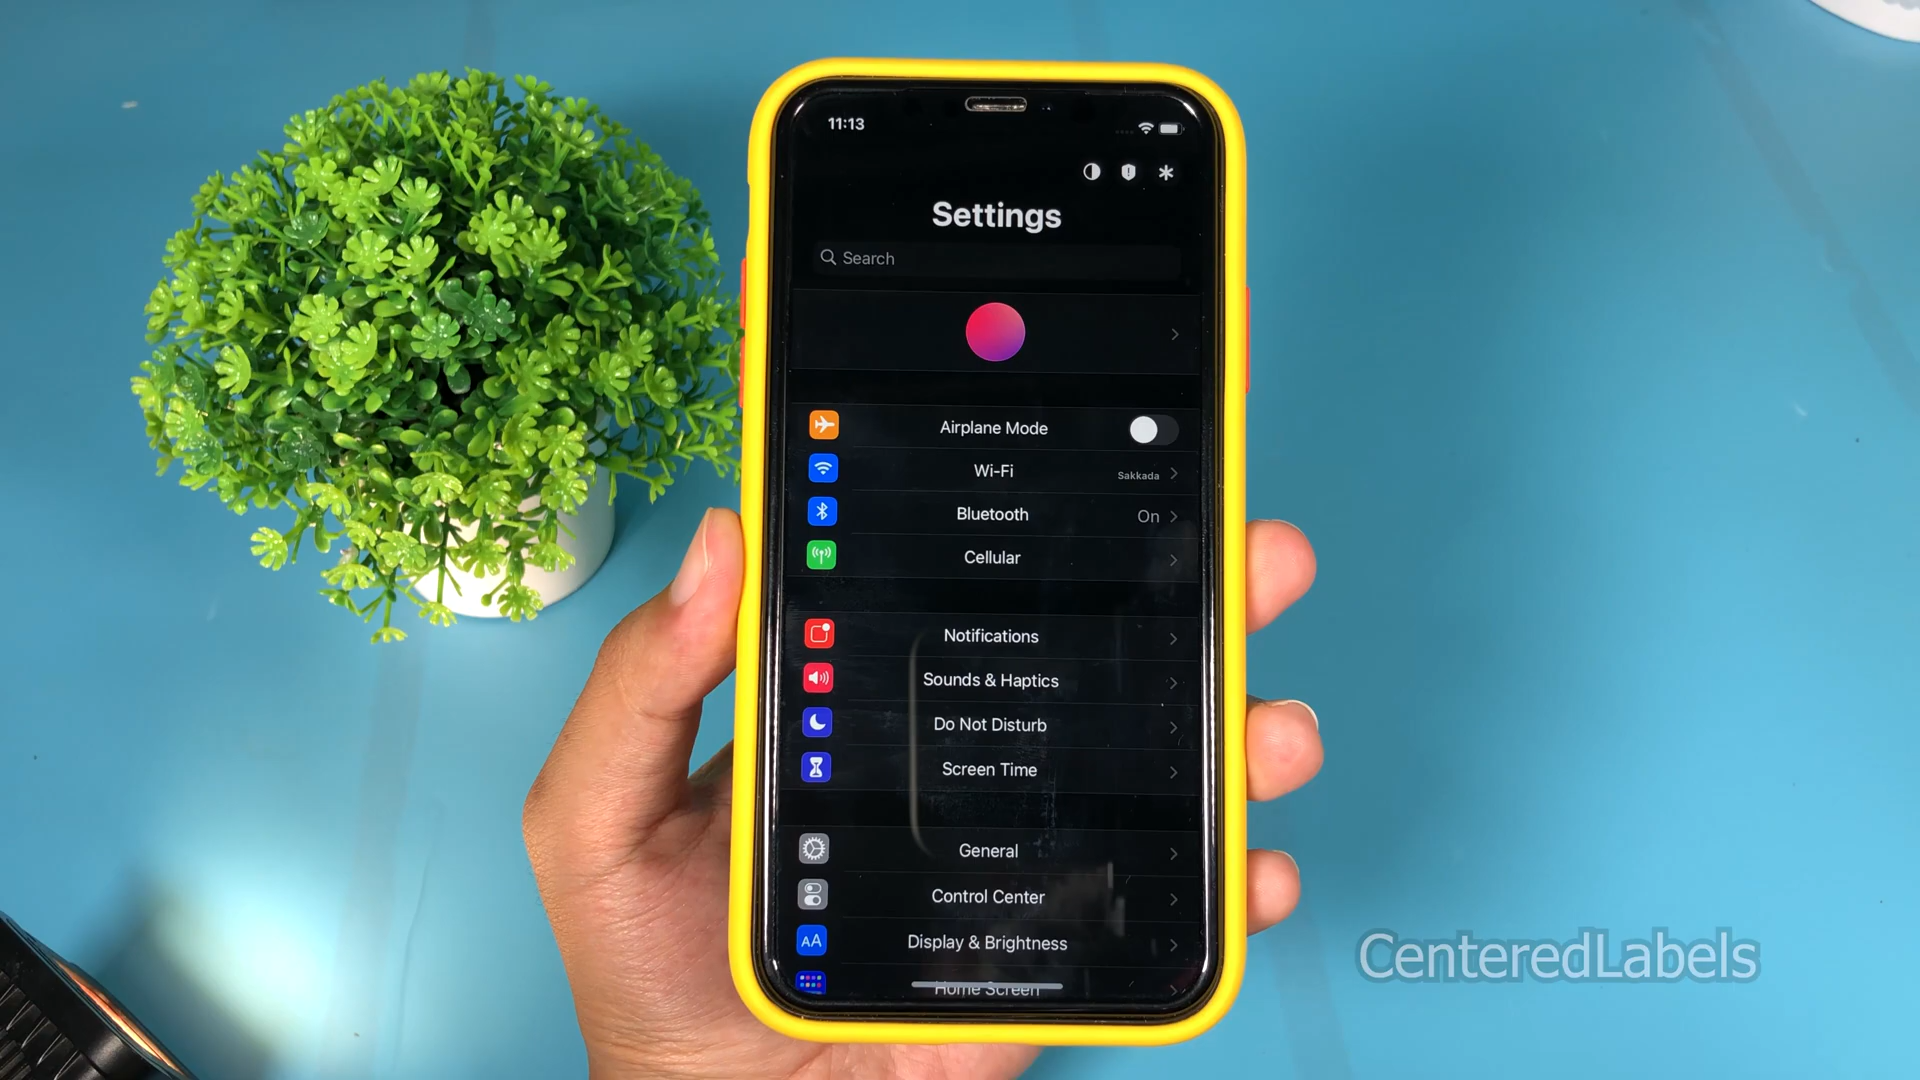 11:13
Settings
Search
Airplane Mode
Wi-Fi Sakkada
Bluetooth On
Cellular
Notifications
Sounds & Haptics
Do Not Disturb
Screen Time
General
Control Center
AA Display & Brightness
Home Screen
CenteredLabels